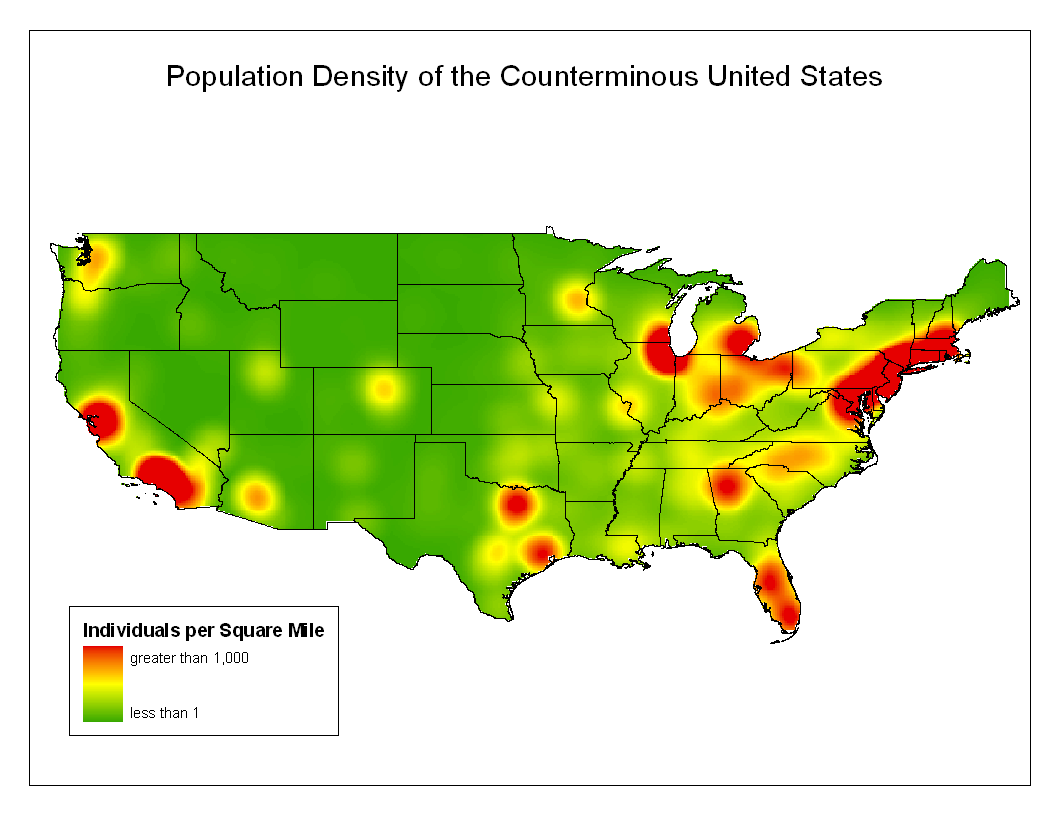 Population Density of the Counterminous United States
Individuals per Square Mile
greater than 1,000
less than 1